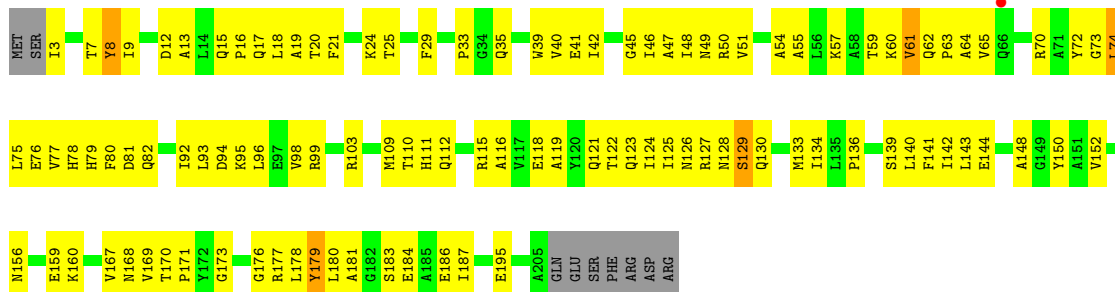 MET SER I3 T7 Y8 I9 D12 A13 L14 Q15 P16 Q17 L18 A19 T20 F21 K24 T25 F29 P33 G34 Q35 W39 V40 E41 I42 G45 I46 A47 I48 N49 R50 V51 A54 A55 L56 K57 A58 T59 K60 V61 Q62 P63 A64 V65 Q66 R70 A71 Y72 G73
L75 E76 V77 H78 H79 F80 D81 Q82 I92 L93 D94 K95 L96 E97 V98 R99 R103 M109 T110 H111 Q112 R115 A116 V117 E118 A119 Y120 Q121 T122 Q123 I124 I125 N126 R127 N128 S129 Q130 M133 I134 L135 P136 S139 L140 F141 I142 L143 E144 A148 G149 Y150 A151 V152
N156 E159 K160 V167 N168 V169 T170 P171 Y172 G173 G176 R177 L178 Y179 L180 A181 G182 S183 E184 A185 E186 I187 E195 A205 GLN GLU SER PHE ARG ASP ARG